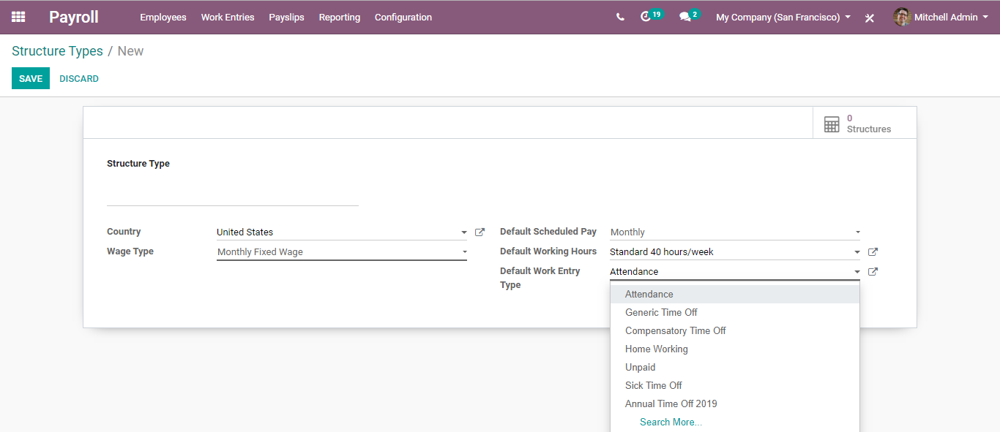 Payroll Employees Work Entries Payslips Reporting Configuration 19 2 My Company (San Francisco) Mitchell Admin
Structure Types / New
SAVE DISCARD
0
Structures
Structure Type
Country United States Default Scheduled Pay Monthly
Wage Type Monthly Fixed Wage Default Working Hours Standard 40 hours/week
Default Work Entry Attendance
Type
Attendance
Generic Time Off
Compensatory Time Off
Home Working
Unpaid
Sick Time Off
Annual Time Off 2019
Search More...